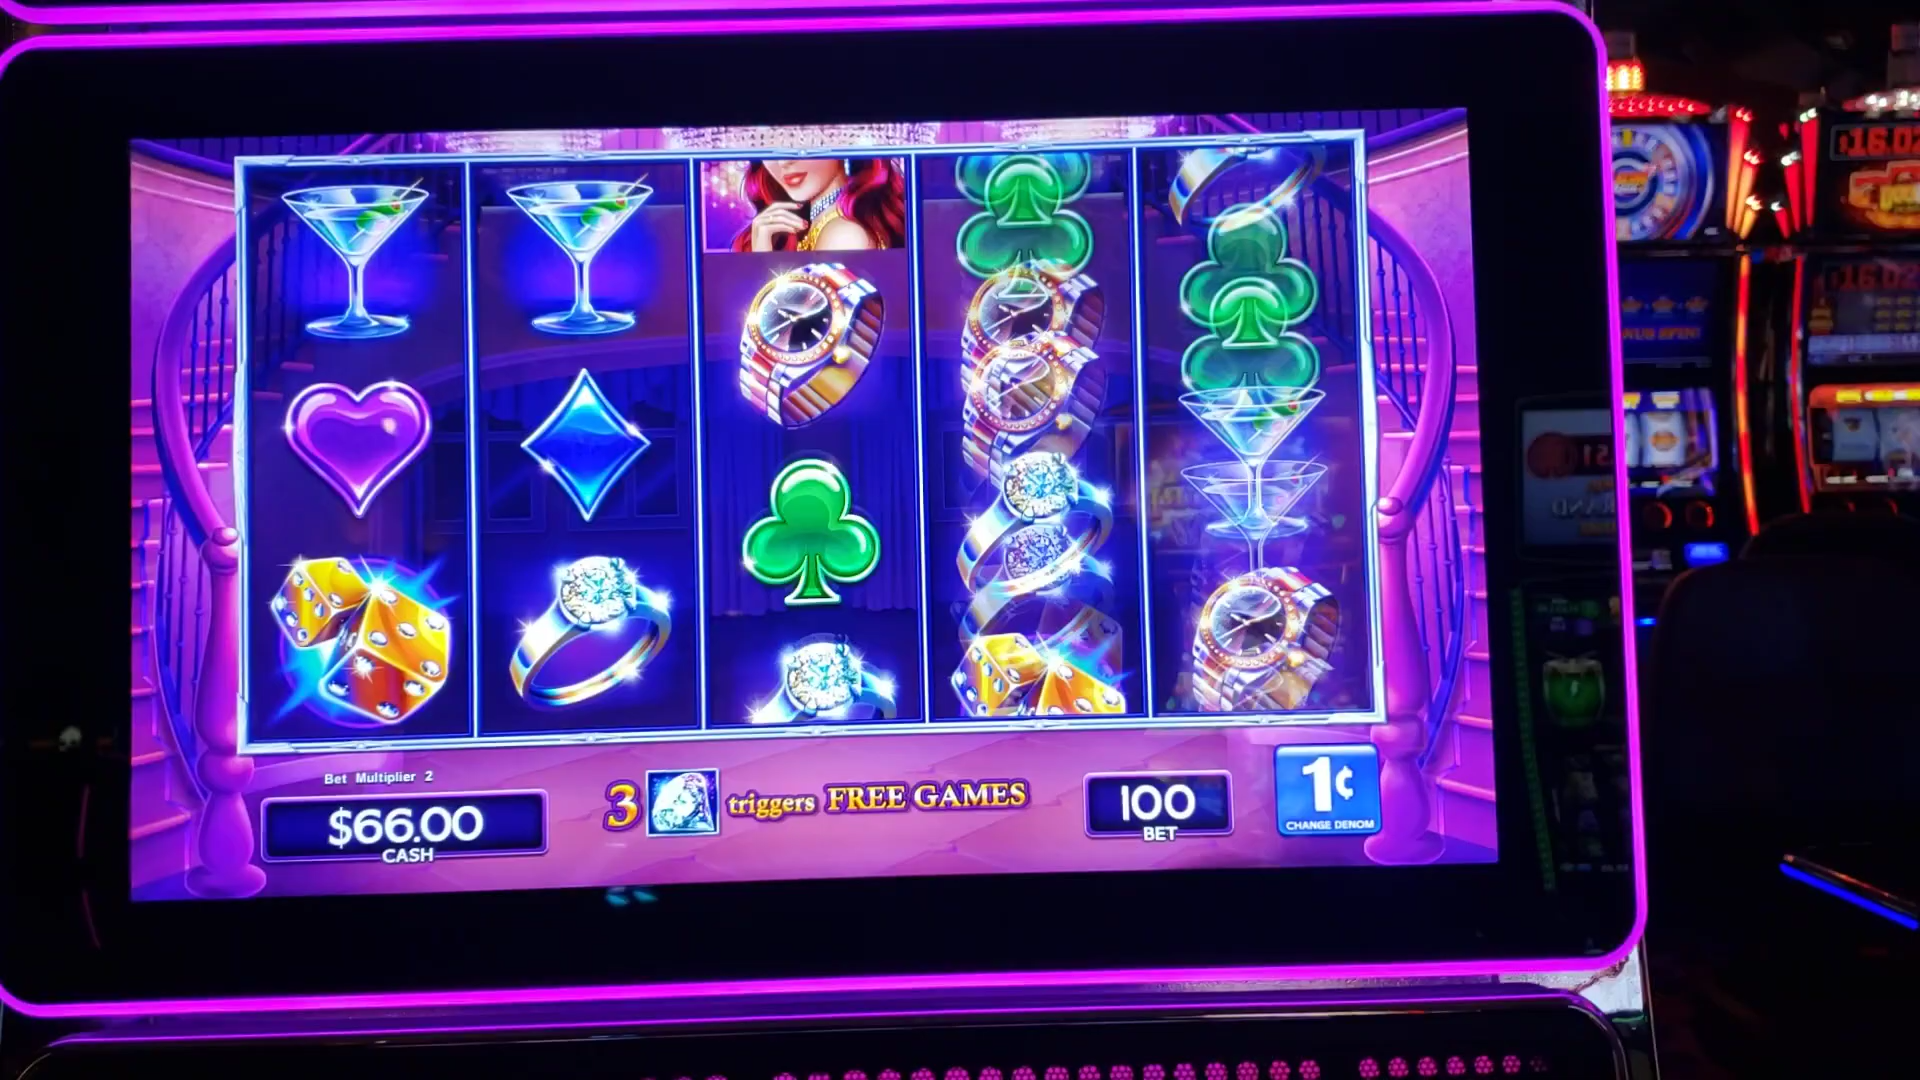 Bet Multiplier 2
$66.00
CASH
3 triggers FREE GAMES
100
BET
1¢
CHANGE DENOM